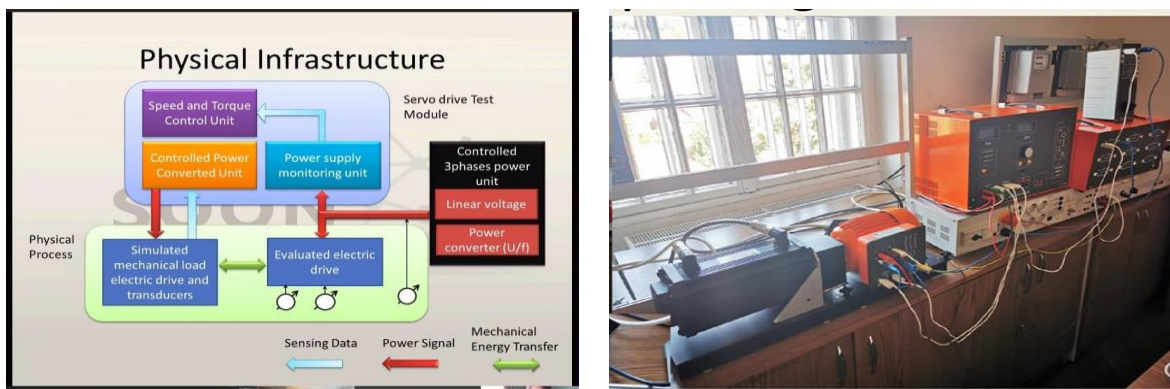 Physical Infrastructure
Speed and Torque
Control Unit
Servo drive Test
Module
Controlled Power
Converted Unit
Power supply
monitoring unit
Controlled
3phases power
unit
Linear voltage
Power
converter (U/f)
Physical
Process
Simulated
mechanical load
electric drive and
transducers
Evaluated electric
drive
Sensing Data
Power Signal
Mechanical
Energy Transfer